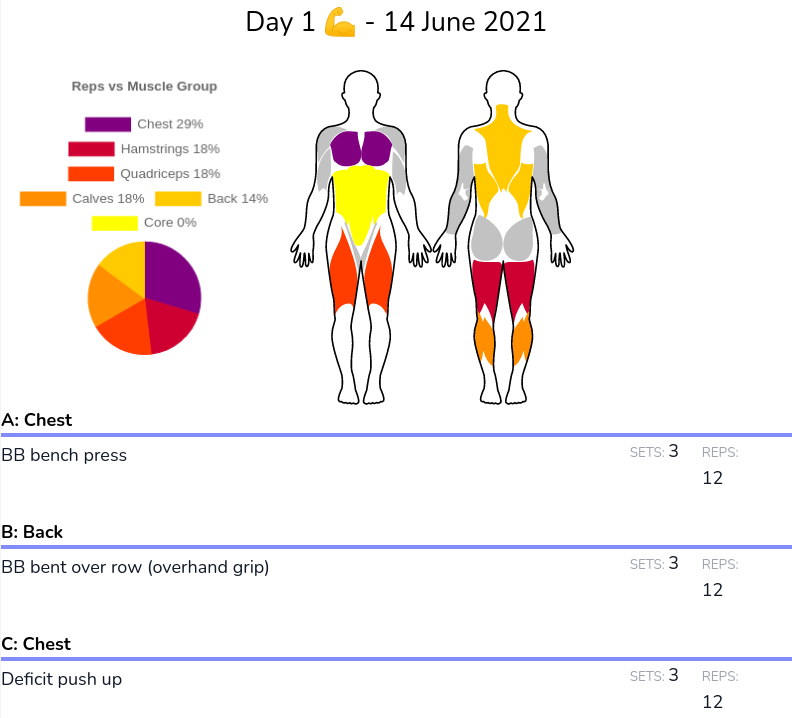 Day 1 💪 - 14 June 2021
Reps vs Muscle Group
Chest 29%
Hamstrings 18%
Quadriceps 18%
Calves 18% Back 14%
Core 0%
A: Chest
BB bench press SETS: 3 REPS:
12
B: Back
BB bent over row (overhand grip) SETS: 3 REPS:
12
C: Chest
Deficit push up SETS: 3 REPS:
12